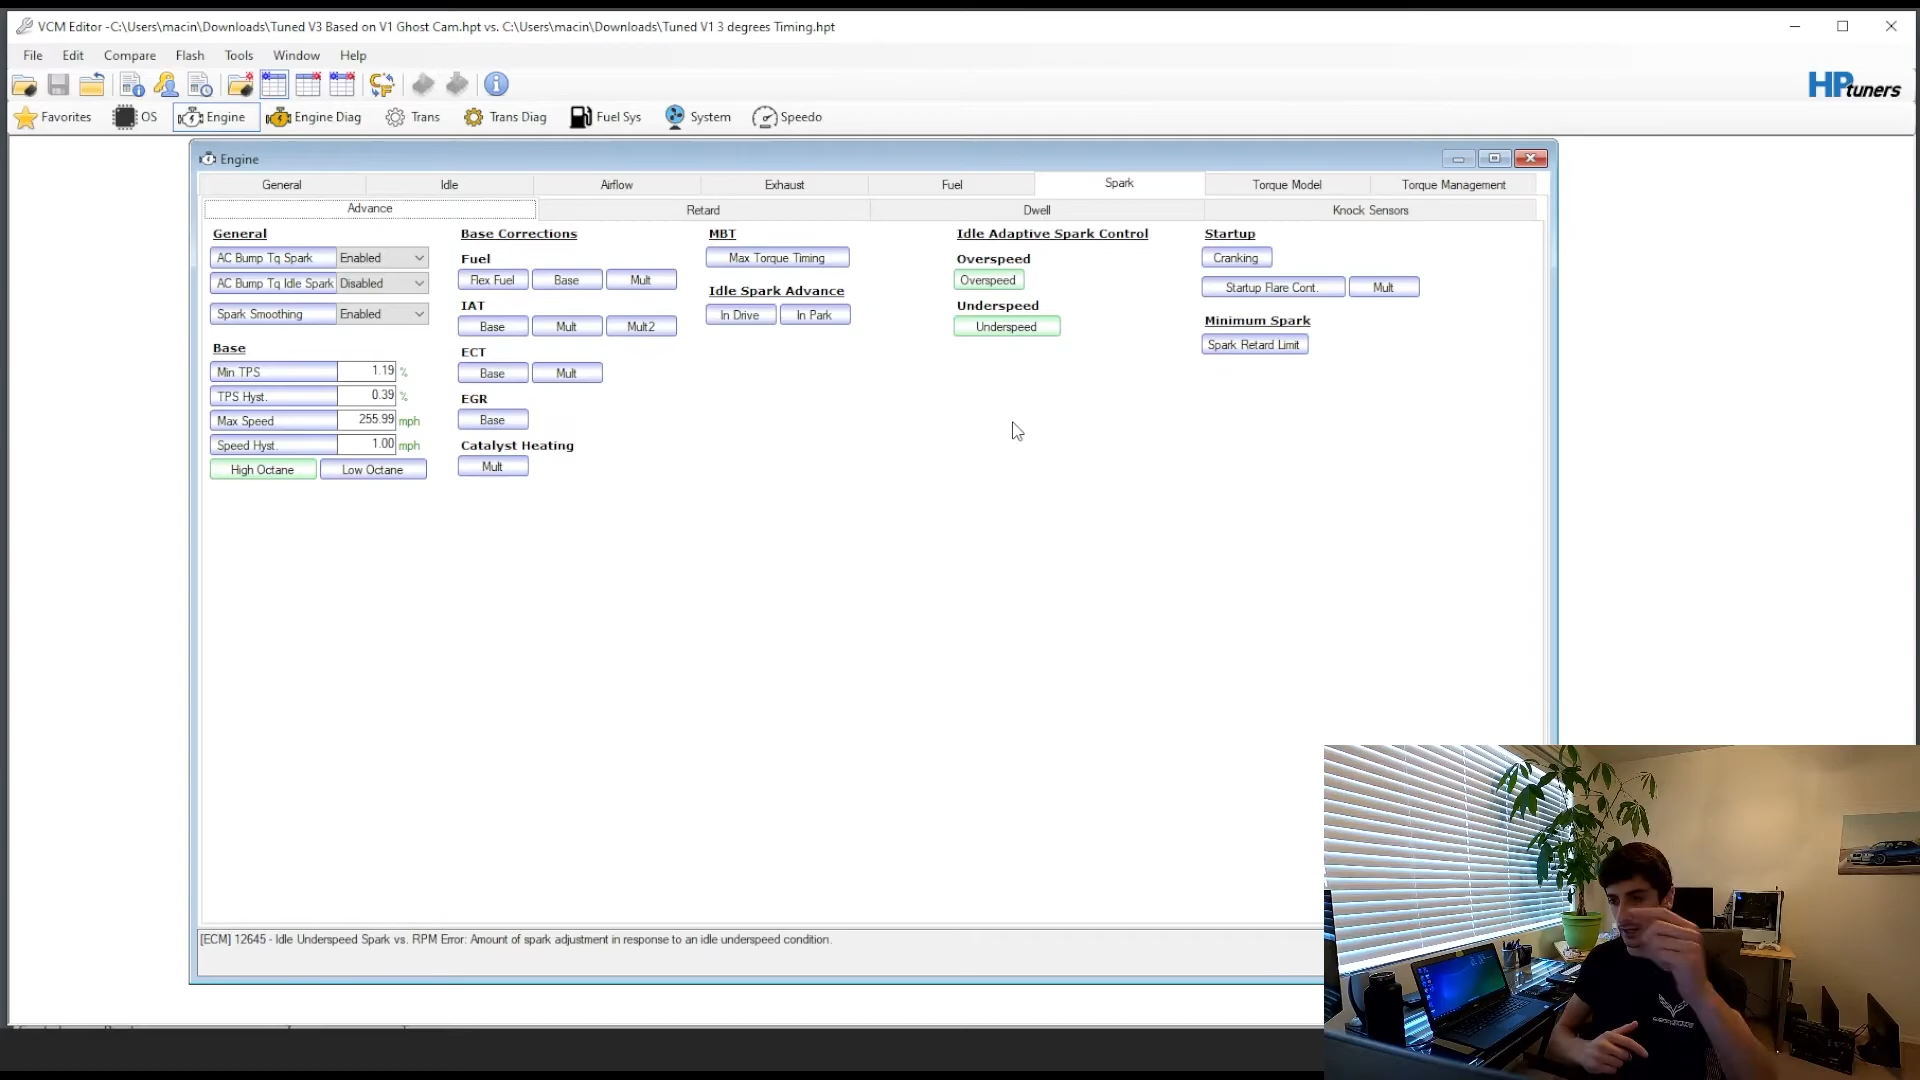 VCM Editor -C:\Users\macin\Downloads\Tuned V3 Based on V1 Ghost Cam.hpt vs. C:\Users\macin\Downloads\Tuned V1 3 degrees Timing.hpt
File Edit Compare Flash Tools Window Help
HPtuners
Favorites OS Engine Engine Diag Trans Trans Diag Fuel Sys System Speedo
Engine
General Idle Airflow Exhaust Fuel Spark Torque Model Torque Management
Advance Retard Dwell Knock Sensors
General Base Corrections MBT Idle Adaptive Spark Control Startup
AC Bump Tq Spark Enabled Fuel Max Torque Timing Overspeed Cranking
AC Bump Tq Idle Spark Disabled Flex Fuel Base Mult Idle Spark Advance Overspeed Startup Flare Cont. Mult
Spark Smoothing Enabled IAT In Drive In Park Underspeed Minimum Spark
Base Base Mult Mult2 Underspeed Spark Retard Limit
Min TPS 1.19 % ECT
TPS Hyst. 0.39 % Base Mult
Max Speed 255.99 mph EGR
Speed Hyst. 1.00 mph Base
High Octane Low Octane Catalyst Heating
Mult
[ECM] 12645 - Idle Underspeed Spark vs. RPM Error: Amount of spark adjustment in response to an idle underspeed condition.